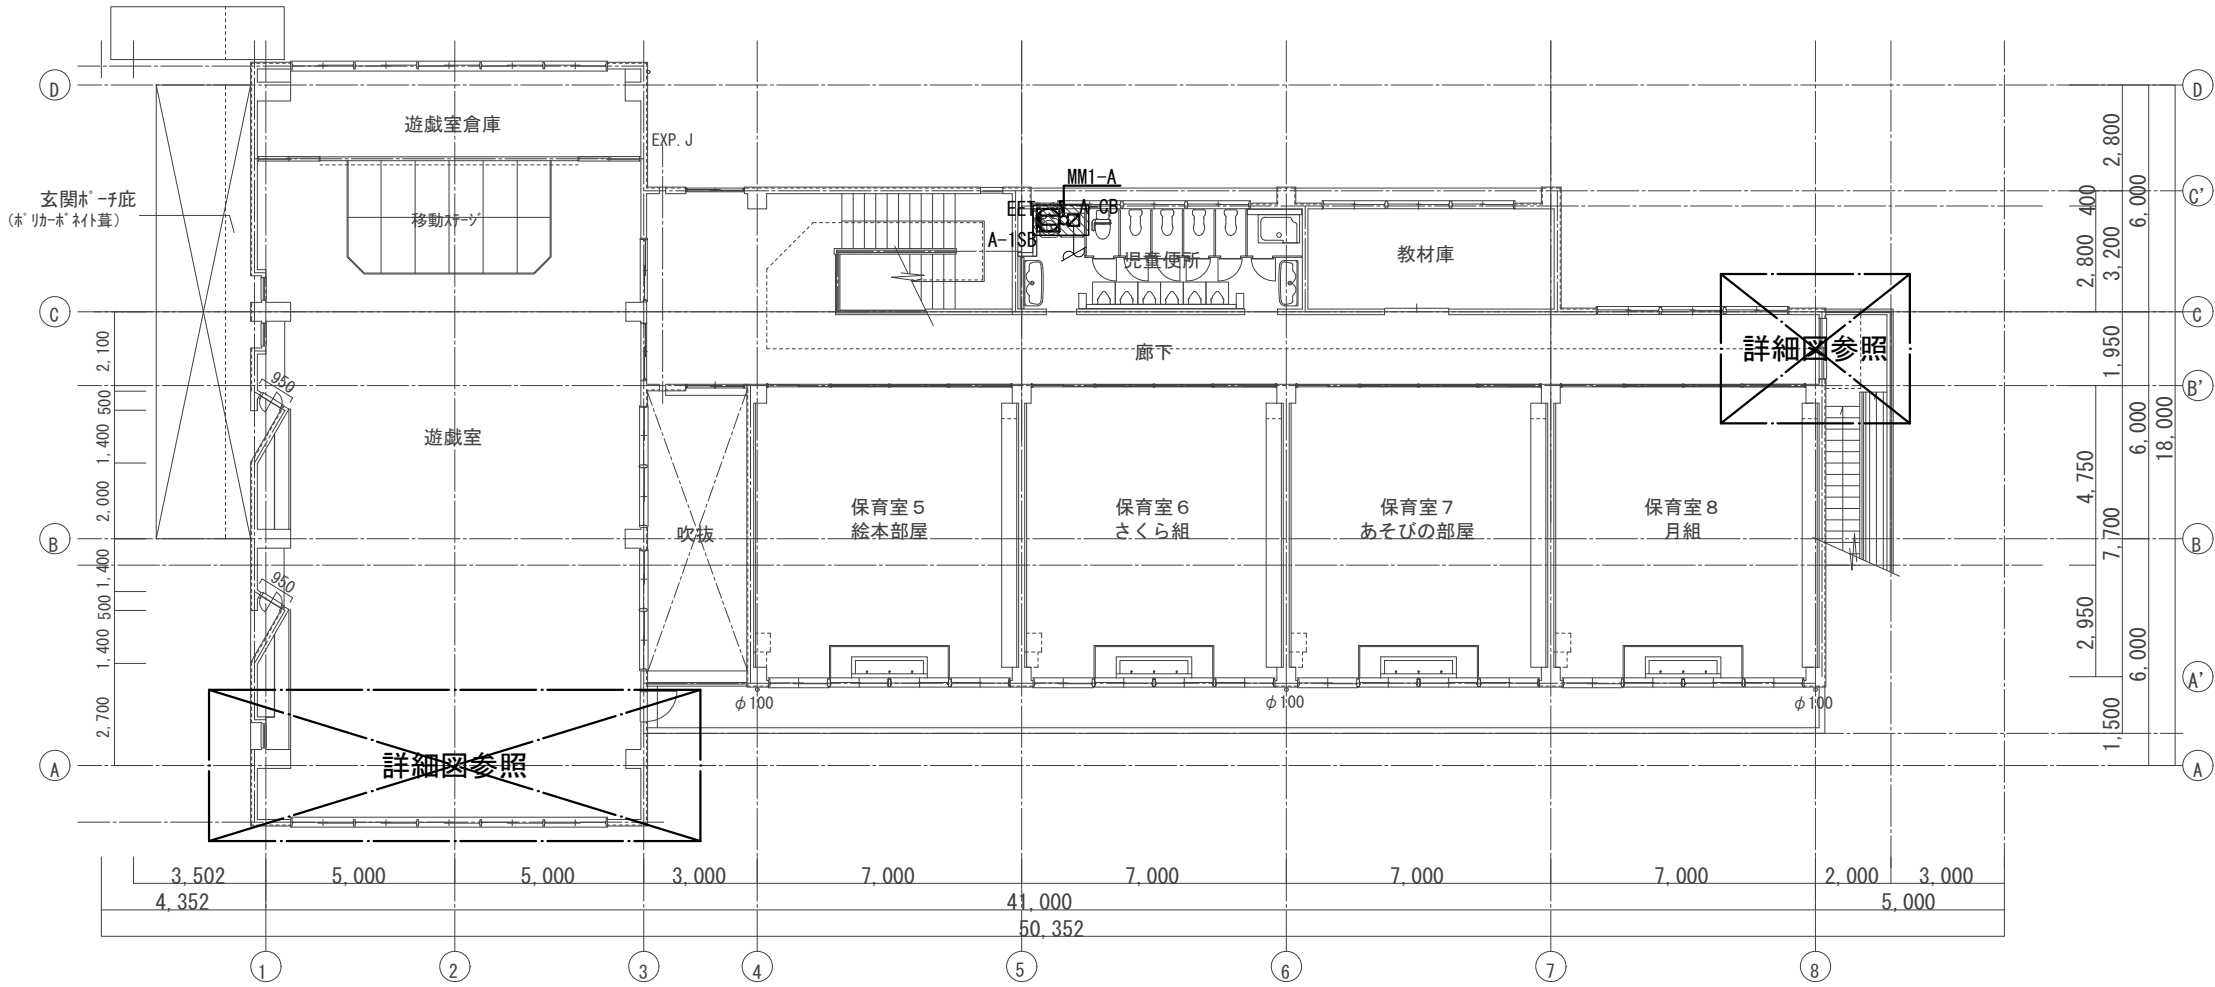 D
D
遊戯室倉庫
EXP.J
2,800
玄関ポーチ庇
(ポリカーボネイト葺)
移動ステージ
MM1-A
EET
A-CB
A-1SB
児童便所
教材庫
C'
400
6,000
3,200
2,800
C
C
詳細図参照
廊下
1,950
B'
2,100
950
500
1,400
2,000
遊戯室
吹抜
保育室5
絵本部屋
保育室6
さくら組
保育室7
あそびの部屋
保育室8
月組
4,750
7,700
6,000
18,000
B
B
1,400
950
500
1,400
2,700
2,950
6,000
A'
φ100
φ100
φ100
1,500
詳細図参照
A
A
3,502
5,000
5,000
3,000
7,000
7,000
7,000
7,000
2,000
3,000
4,352
41,000
5,000
50,352
1
2
3
4
5
6
7
8